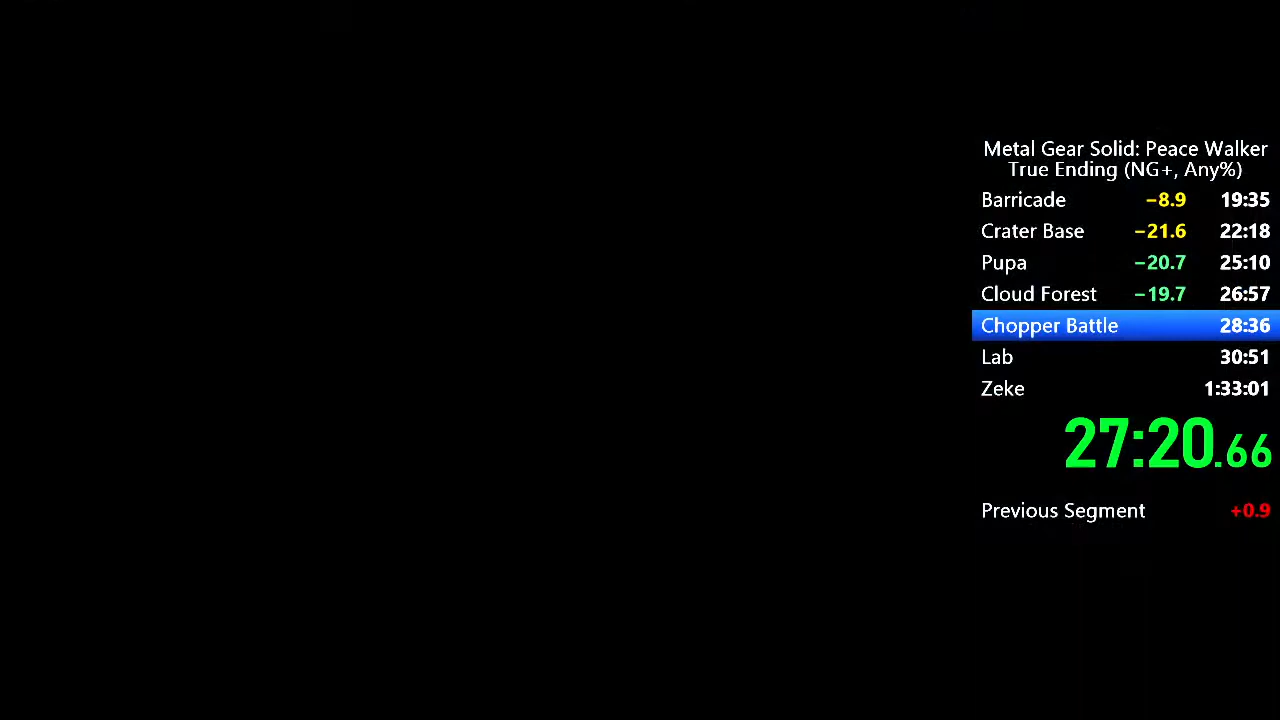 Metal Gear Solid: Peace Walker
True Ending (NG+, Any%)
Barricade −8.9 19:35
Crater Base −21.6 22:18
Pupa −20.7 25:10
Cloud Forest −19.7 26:57
Chopper Battle 28:36
Lab 30:51
Zeke 1:33:01
27:20.66
Previous Segment +0.9